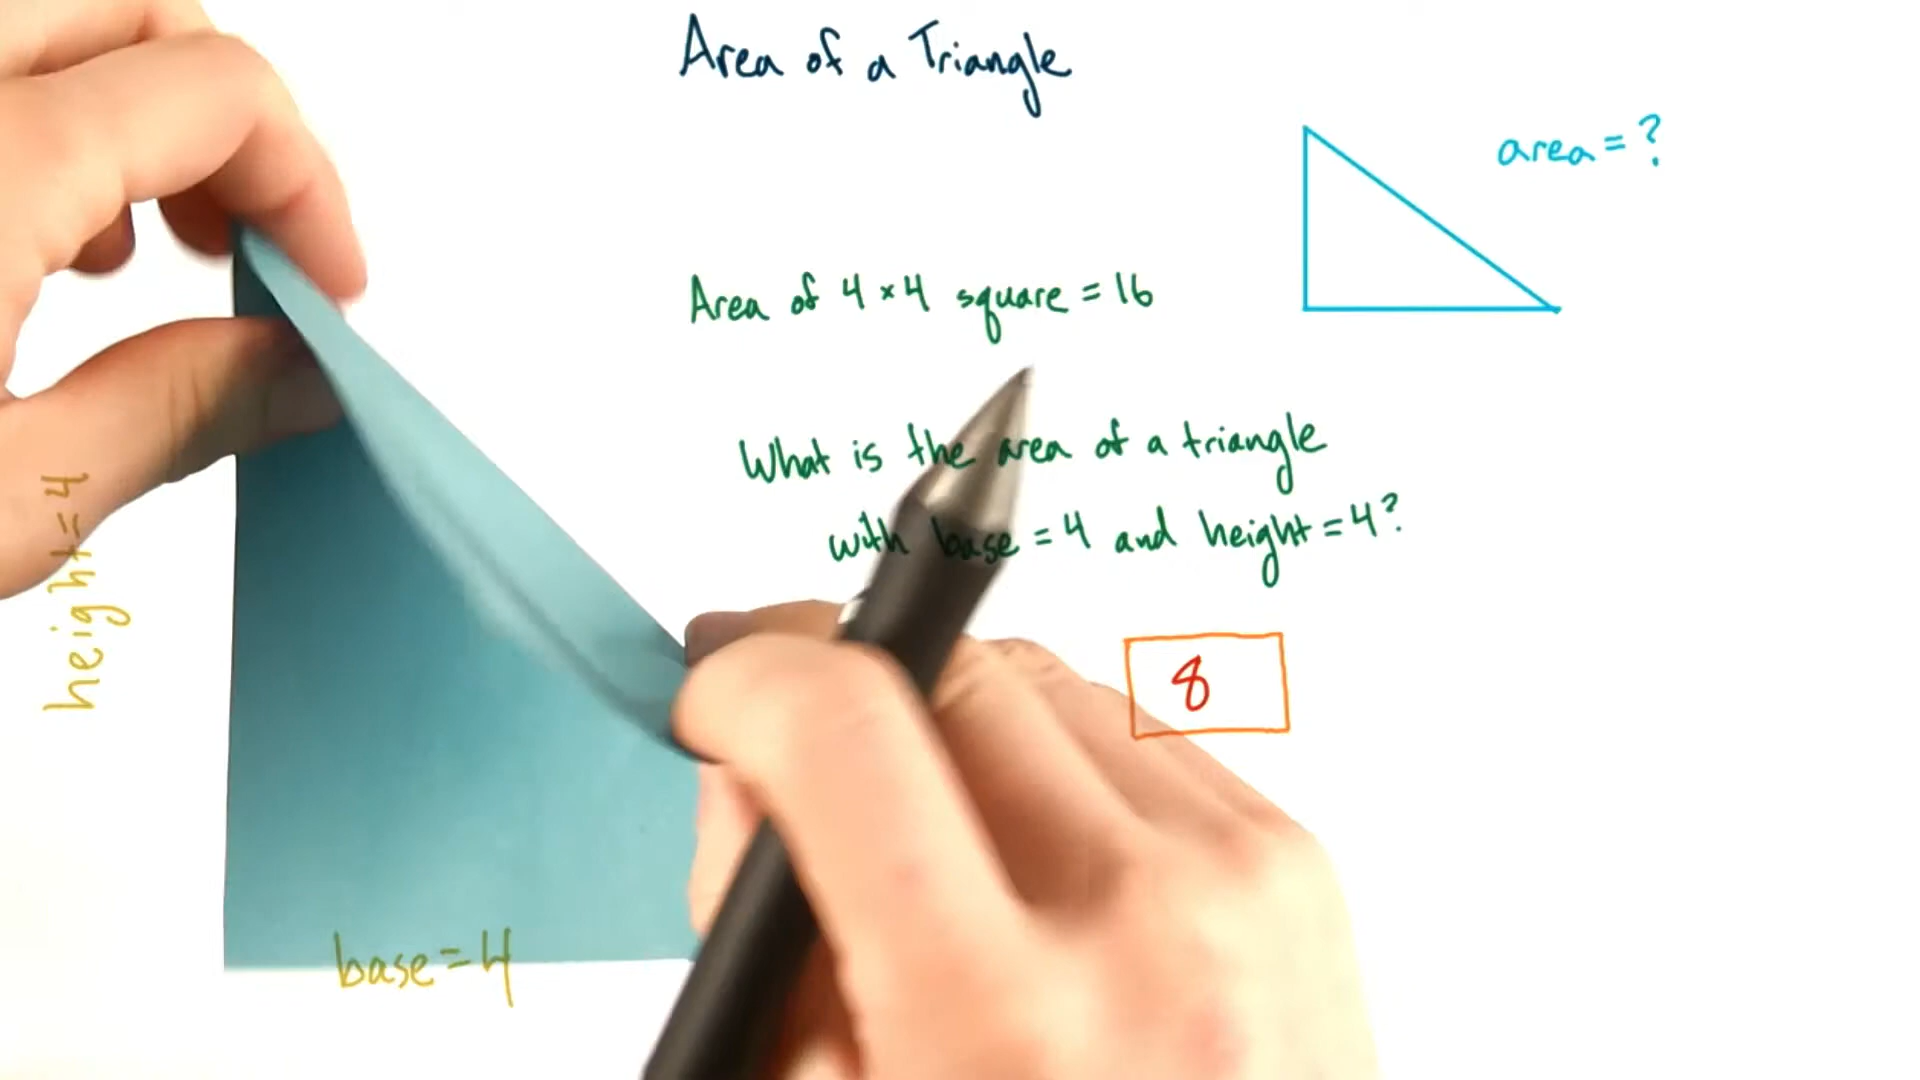 Area of a Triangle
area = ?
Area of 4 × 4 square = 16
What is the area of a triangle
with base = 4 and height = 4?
height = 4
8
base = 4